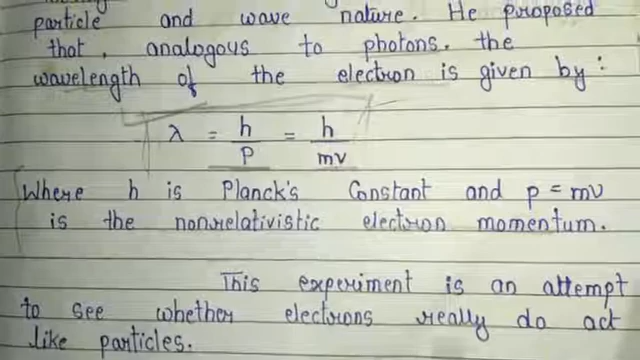 particle and wave nature. He proposed
that, analogous to photons. the
wavelength of the electron is given by:
λ = h/P = h/mv
Where h is Planck's Constant and p = mv
is the nonrelativistic electron momentum.
This experiment is an attempt
to see whether electrons really do act
like particles.